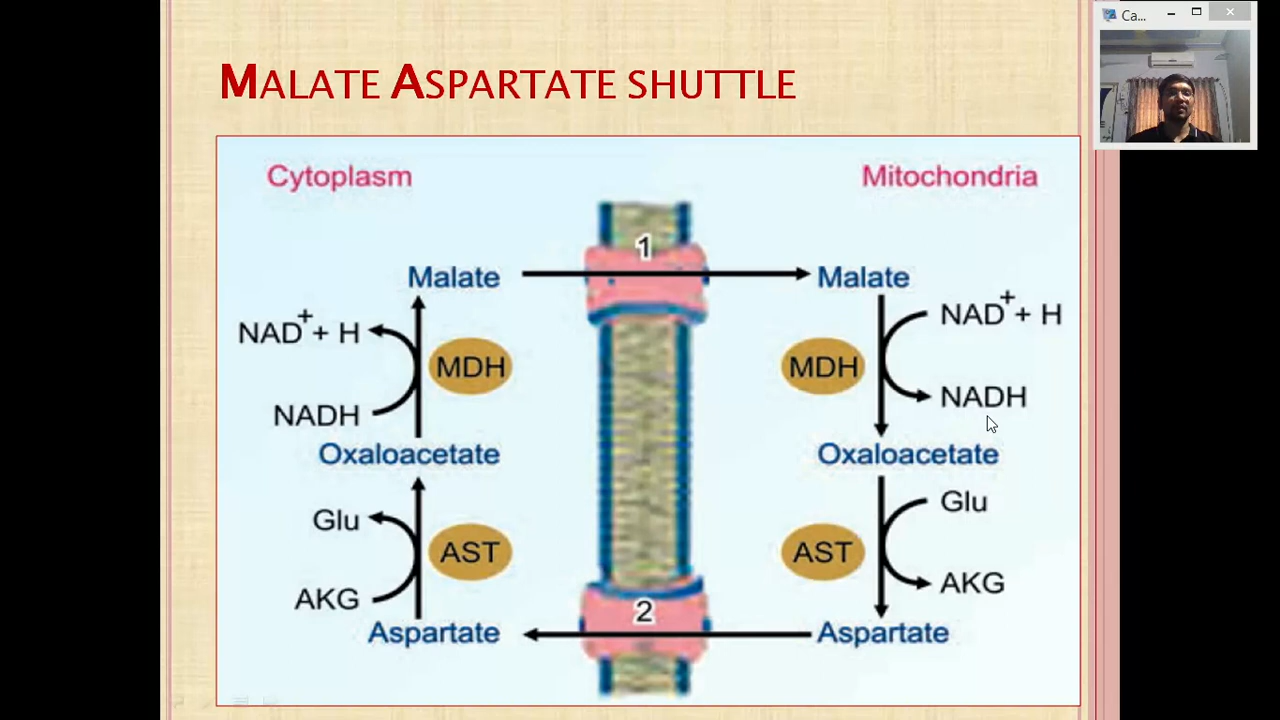 MALATE ASPARTATE SHUTTLE
Ca...
Cytoplasm
Mitochondria
1
Malate
Malate
NAD+ + H
NAD+ + H
MDH
MDH
NADH
NADH
Oxaloacetate
Oxaloacetate
Glu
Glu
AST
AST
AKG
AKG
2
Aspartate
Aspartate